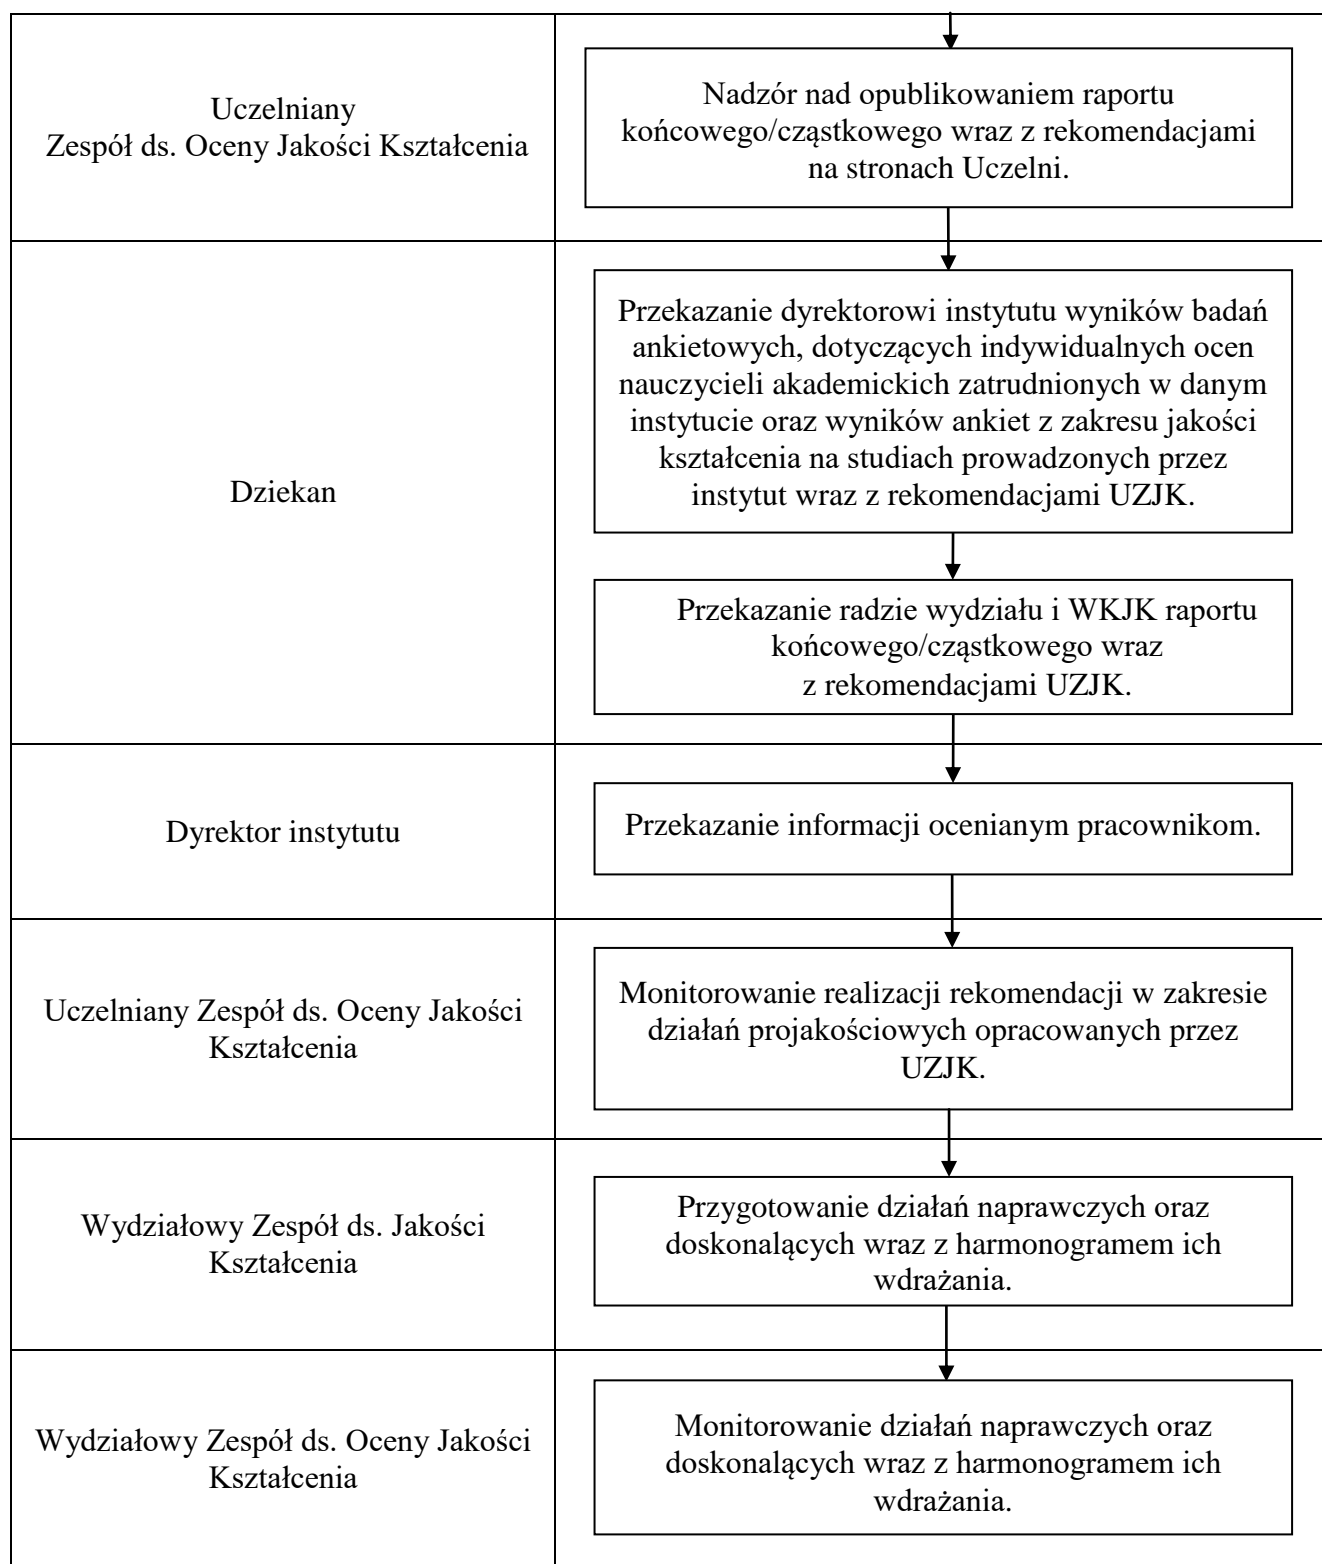 Uczelniany
Zespół ds. Oceny Jakości Kształcenia
Nadzór nad opublikowaniem raportu
końcowego/cząstkowego wraz z rekomendacjami
na stronach Uczelni.
Dziekan
Przekazanie dyrektorowi instytutu wyników badań
ankietowych, dotyczących indywidualnych ocen
nauczycieli akademickich zatrudnionych w danym
instytucie oraz wyników ankiet z zakresu jakości
kształcenia na studiach prowadzonych przez
instytut wraz z rekomendacjami UZJK.
Przekazanie radzie wydziału i WKJK raportu
końcowego/cząstkowego wraz
z rekomendacjami UZJK.
Dyrektor instytutu
Przekazanie informacji ocenianym pracownikom.
Uczelniany Zespół ds. Oceny Jakości
Kształcenia
Monitorowanie realizacji rekomendacji w zakresie
działań projakościowych opracowanych przez
UZJK.
Wydziałowy Zespół ds. Jakości
Kształcenia
Przygotowanie działań naprawczych oraz
doskonalących wraz z harmonogramem ich
wdrażania.
Wydziałowy Zespół ds. Oceny Jakości
Kształcenia
Monitorowanie działań naprawczych oraz
doskonalących wraz z harmonogramem ich
wdrażania.